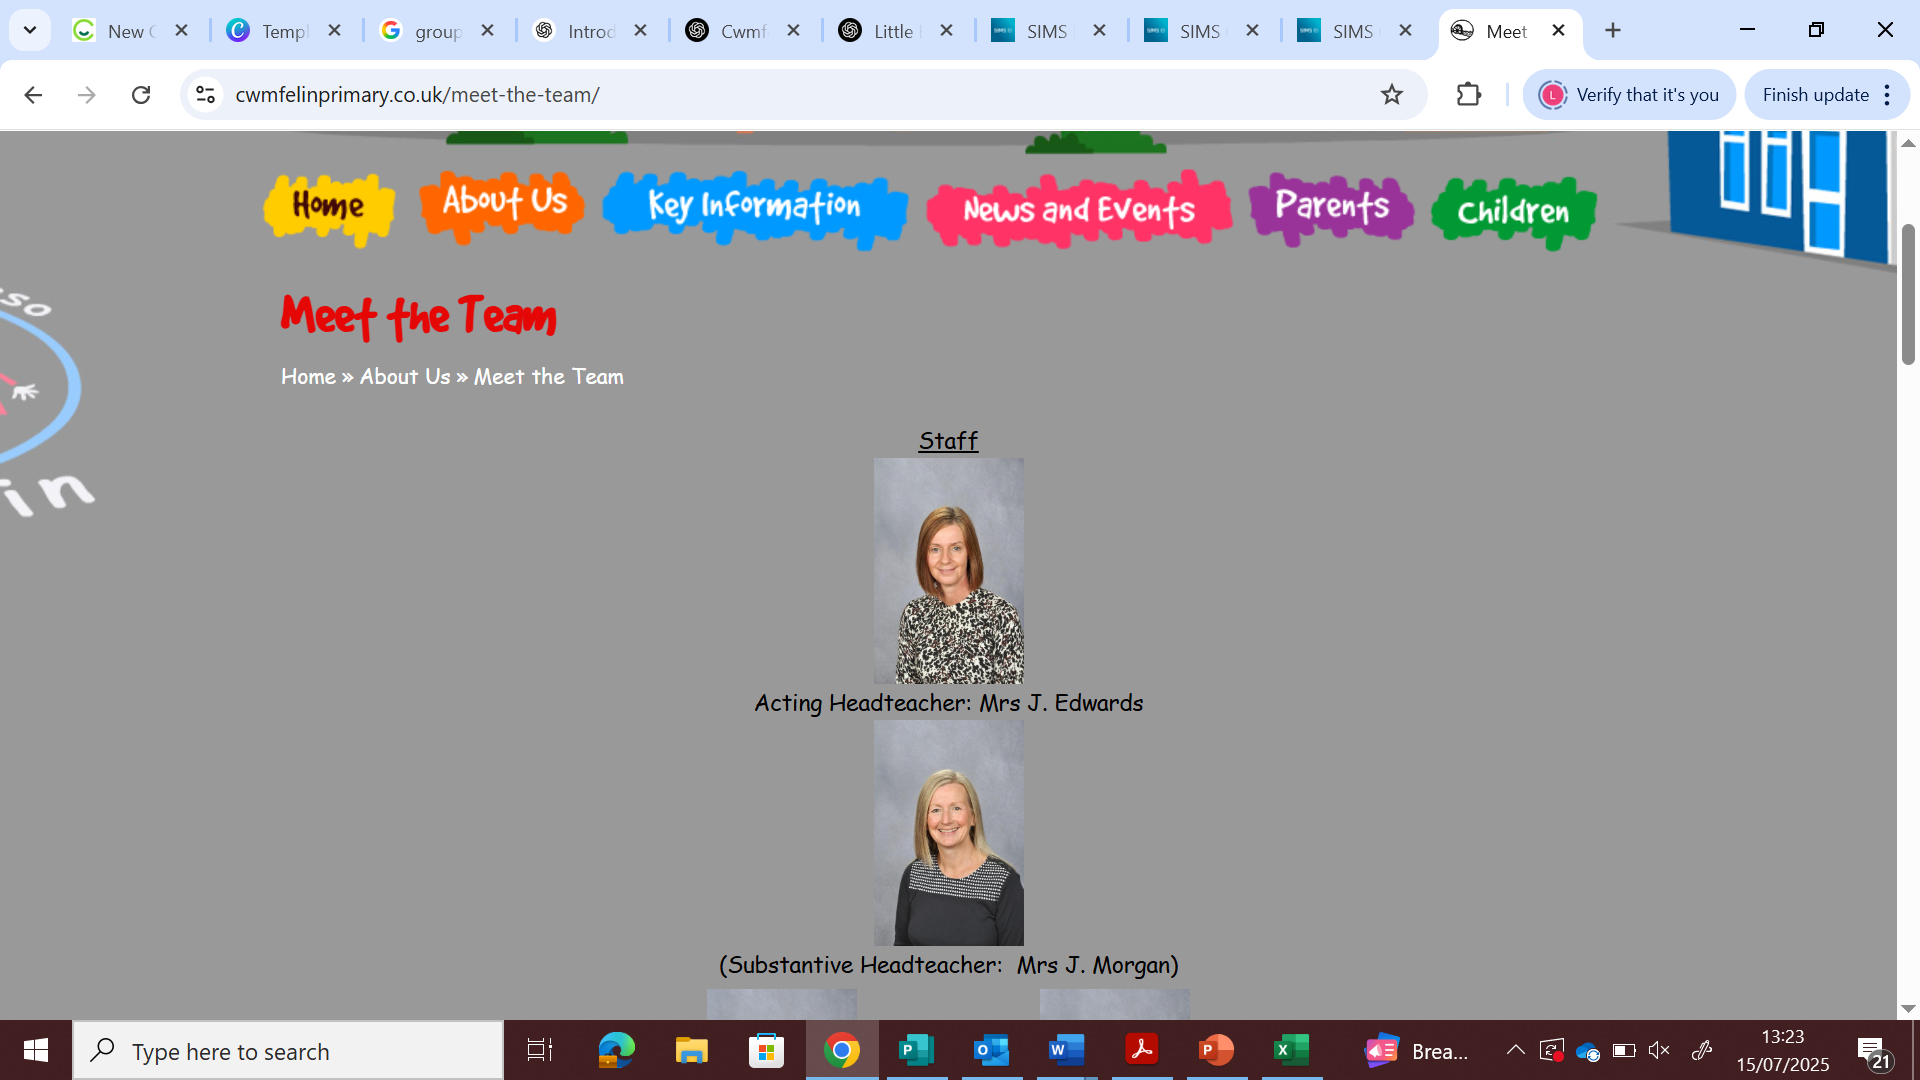 New C
Templ
group
Introd
Cwmf
Little
SIMS
SIMS
SIMS
Meet
cwmfelinprimary.co.uk/meet-the-team/
Verify that it's you
Finish update
Home
About Us
Key Information
News and Events
Parents
Children
so
in
Meet the Team
Home » About Us » Meet the Team
Staff
Acting Headteacher: Mrs J. Edwards
(Substantive Headteacher: Mrs J. Morgan)
Type here to search
Brea...
13:23
15/07/2025
21